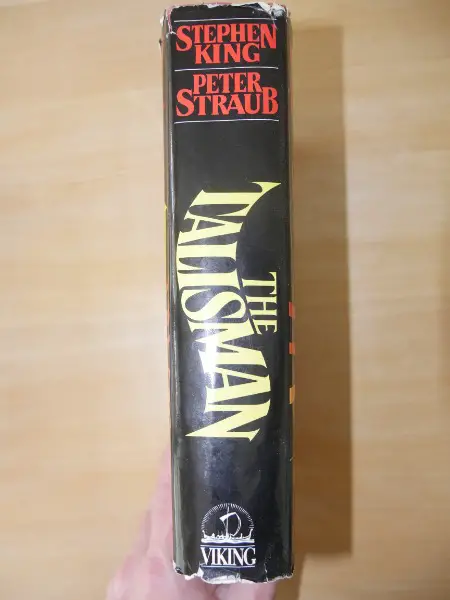 STEPHEN
KING
PETER
STRAUB
THE
TALISMAN
VIKING